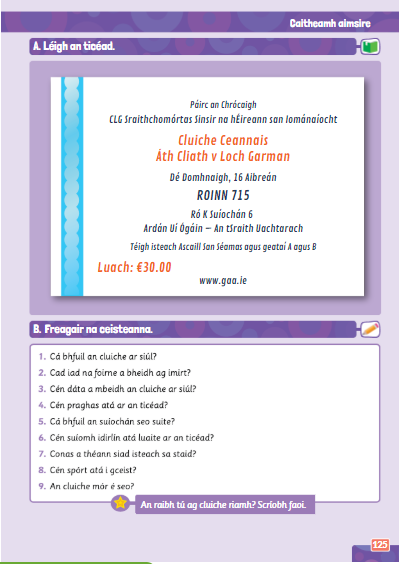 Caitheamh aimsire
A. Léigh an ticéad.
Páirc an Chrócaigh
CLG Sraithchomórtas Sinsir na hÉireann san Iománaíocht
Cluiche Ceannais
Áth Cliath v Loch Garman
Dé Domhnaigh, 16 Aibreán
ROINN 715
Ró K Suíochán 6
Ardán Uí Ógáin – An tSraith Uachtarach
Téigh isteach Ascaill San Séamas agus geataí A agus B
Luach: €30.00
www.gaa.ie
B. Freagair na ceisteanna.
1. Cá bhfuil an cluiche ar siúl?
2. Cad iad na foirne a bheidh ag imirt?
3. Cén dáta a mbeidh an cluiche ar siúl?
4. Cén praghas atá ar an ticéad?
5. Cá bhfuil an suíochán seo suite?
6. Cén suíomh idirlín atá luaite ar an ticéad?
7. Conas a théann siad isteach sa staid?
8. Cén spórt atá i gceist?
9. An cluiche mór é seo?
An raibh tú ag cluiche riamh? Scríobh faoi.
125